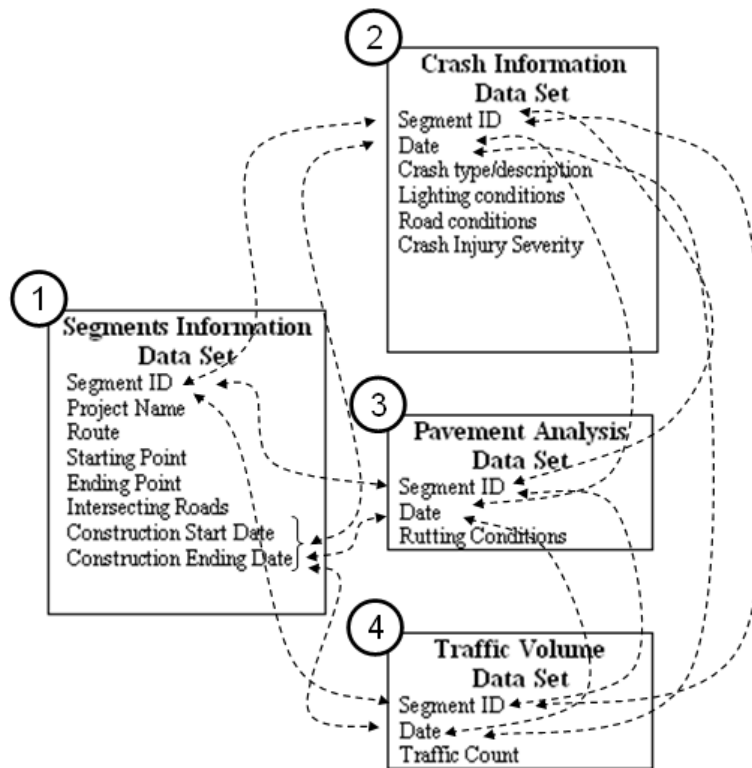 1
Segments Information
Data Set
Segment ID
Project Name
Route
Starting Point
Ending Point
Intersecting Roads
Construction Start Date
Construction Ending Date
2
Crash Information
Data Set
Segment ID
Date
Crash type/description
Lighting conditions
Road conditions
Crash Injury Severity
3
Pavement Analysis
Data Set
Segment ID
Date
Rutting Conditions
4
Traffic Volume
Data Set
Segment ID
Date
Traffic Count